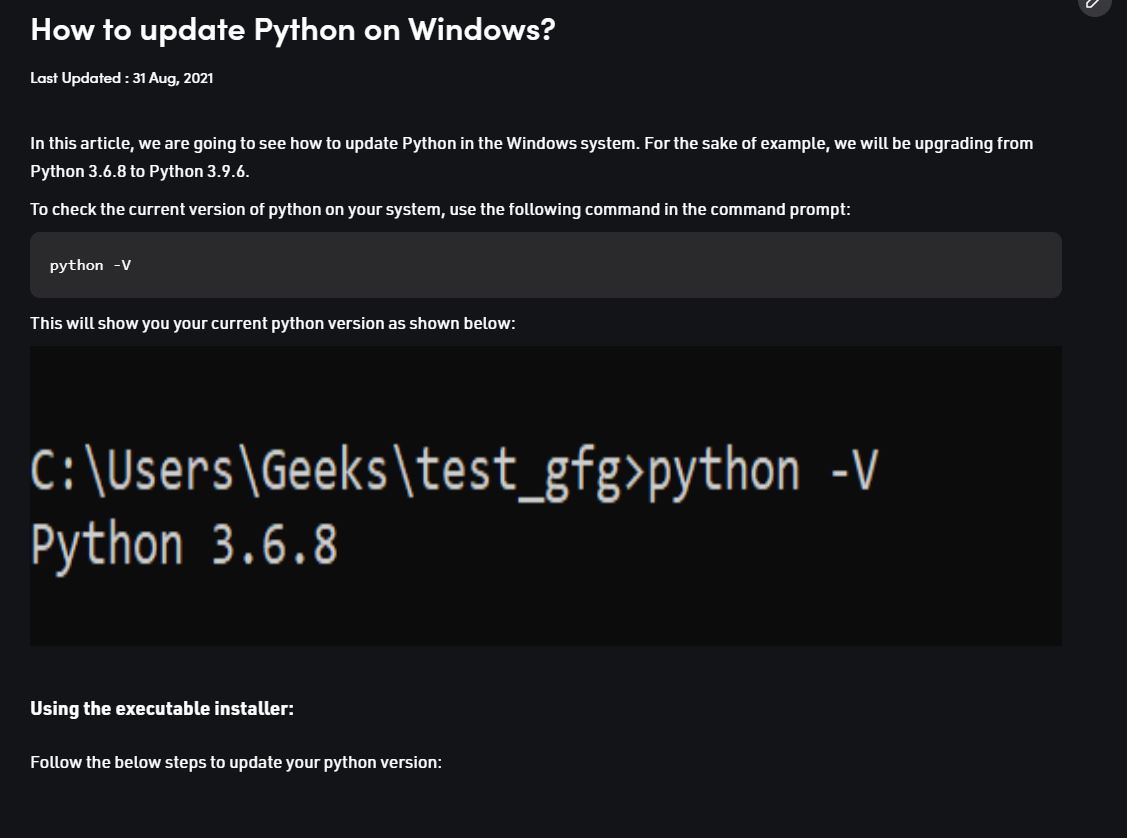 How to update Python on Windows?
Last Updated : 31 Aug, 2021
In this article, we are going to see how to update Python in the Windows system. For the sake of example, we will be upgrading from
Python 3.6.8 to Python 3.9.6.
To check the current version of python on your system, use the following command in the command prompt:
python -V
This will show you your current python version as shown below:
C:\Users\Geeks\test_gfg>python -V
Python 3.6.8
Using the executable installer:
Follow the below steps to update your python version: